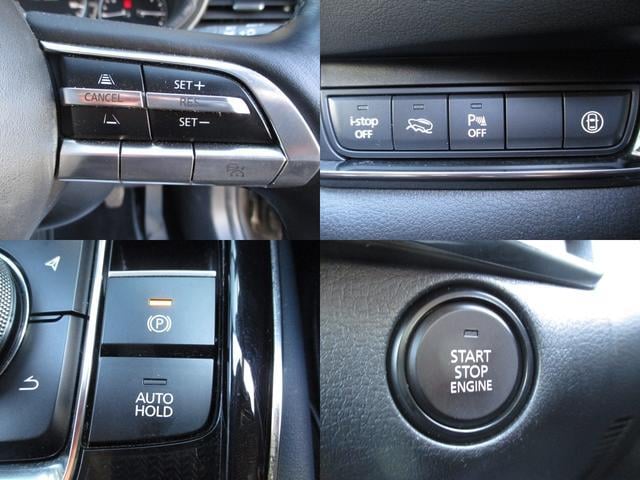 SET+
CANCEL
RES
SET−
i-stop
OFF
P
OFF
P
AUTO
HOLD
START
STOP
ENGINE